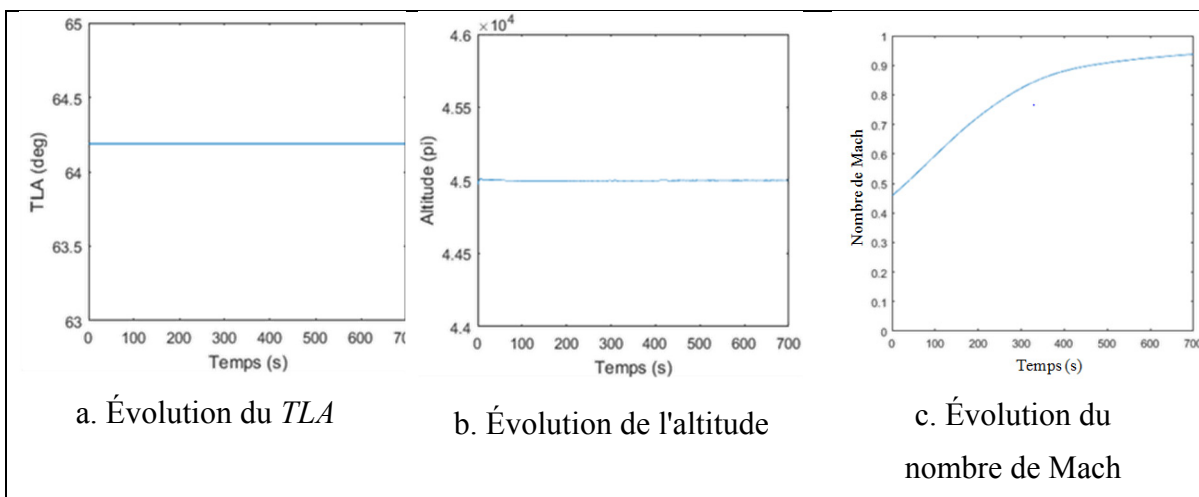 65
64.5
64
63.5
63
TLA (deg)
0 100 200 300 400 500 600 70
Temps (s)
a. Évolution du TLA
×10⁴
4.6
4.55
4.5
4.45
4.4
Altitude (pi)
0 100 200 300 400 500 600 700
Temps (s)
b. Évolution de l'altitude
1
0.9
0.8
0.7
0.6
0.5
0.4
0.3
0.2
0.1
0
Nombre de Mach
0 100 200 300 400 500 600 700
Temps (s)
c. Évolution du
nombre de Mach